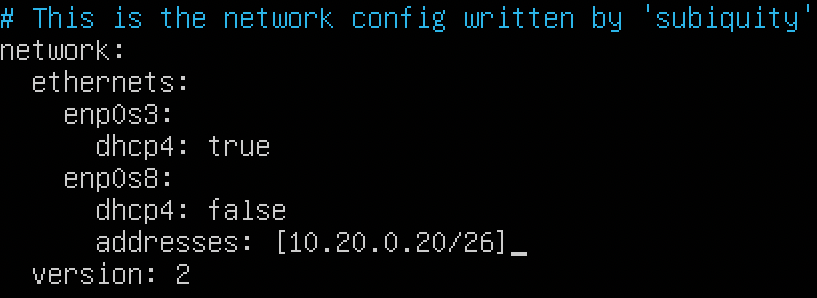 # This is the network config written by 'subiquity'
network:
  ethernets:
    enp0s3:
      dhcp4: true
    enp0s8:
      dhcp4: false
      addresses: [10.20.0.20/26]
  version: 2